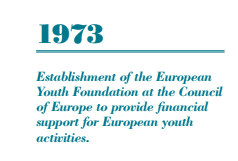 1973
Establishment of the European
Youth Foundation at the Council
of Europe to provide financial
support for European youth
activities.